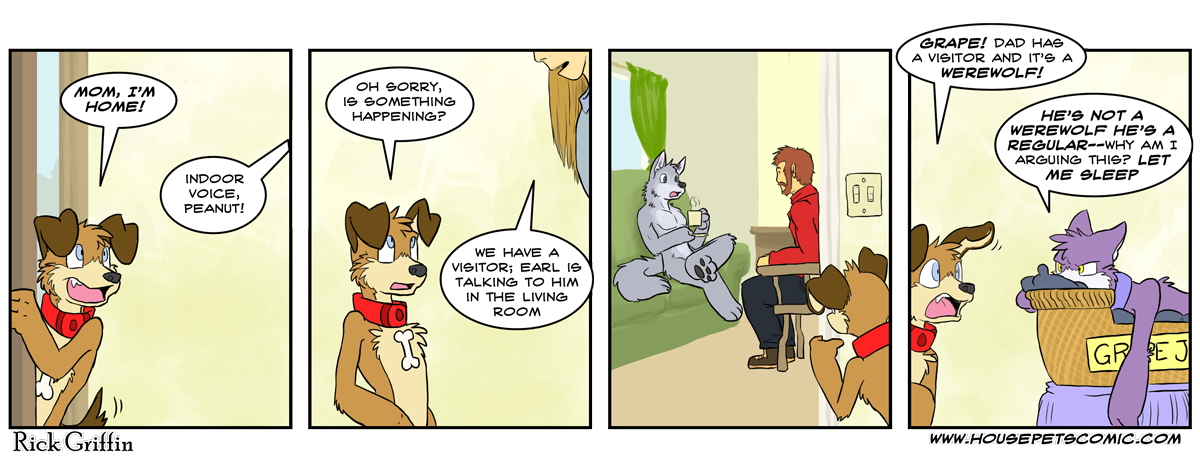 MOM, I'M
HOME!
INDOOR
VOICE,
PEANUT!
OH SORRY,
IS SOMETHING
HAPPENING?
WE HAVE A
VISITOR; EARL IS
TALKING TO HIM
IN THE LIVING
ROOM
GRAPE! DAD HAS
A VISITOR AND IT'S A
WEREWOLF!
HE'S NOT A
WEREWOLF HE'S A
REGULAR--WHY AM I
ARGUING THIS? LET
ME SLEEP
GR PE J
Rick Griffin
WWW.HOUSEPETSCOMIC.COM